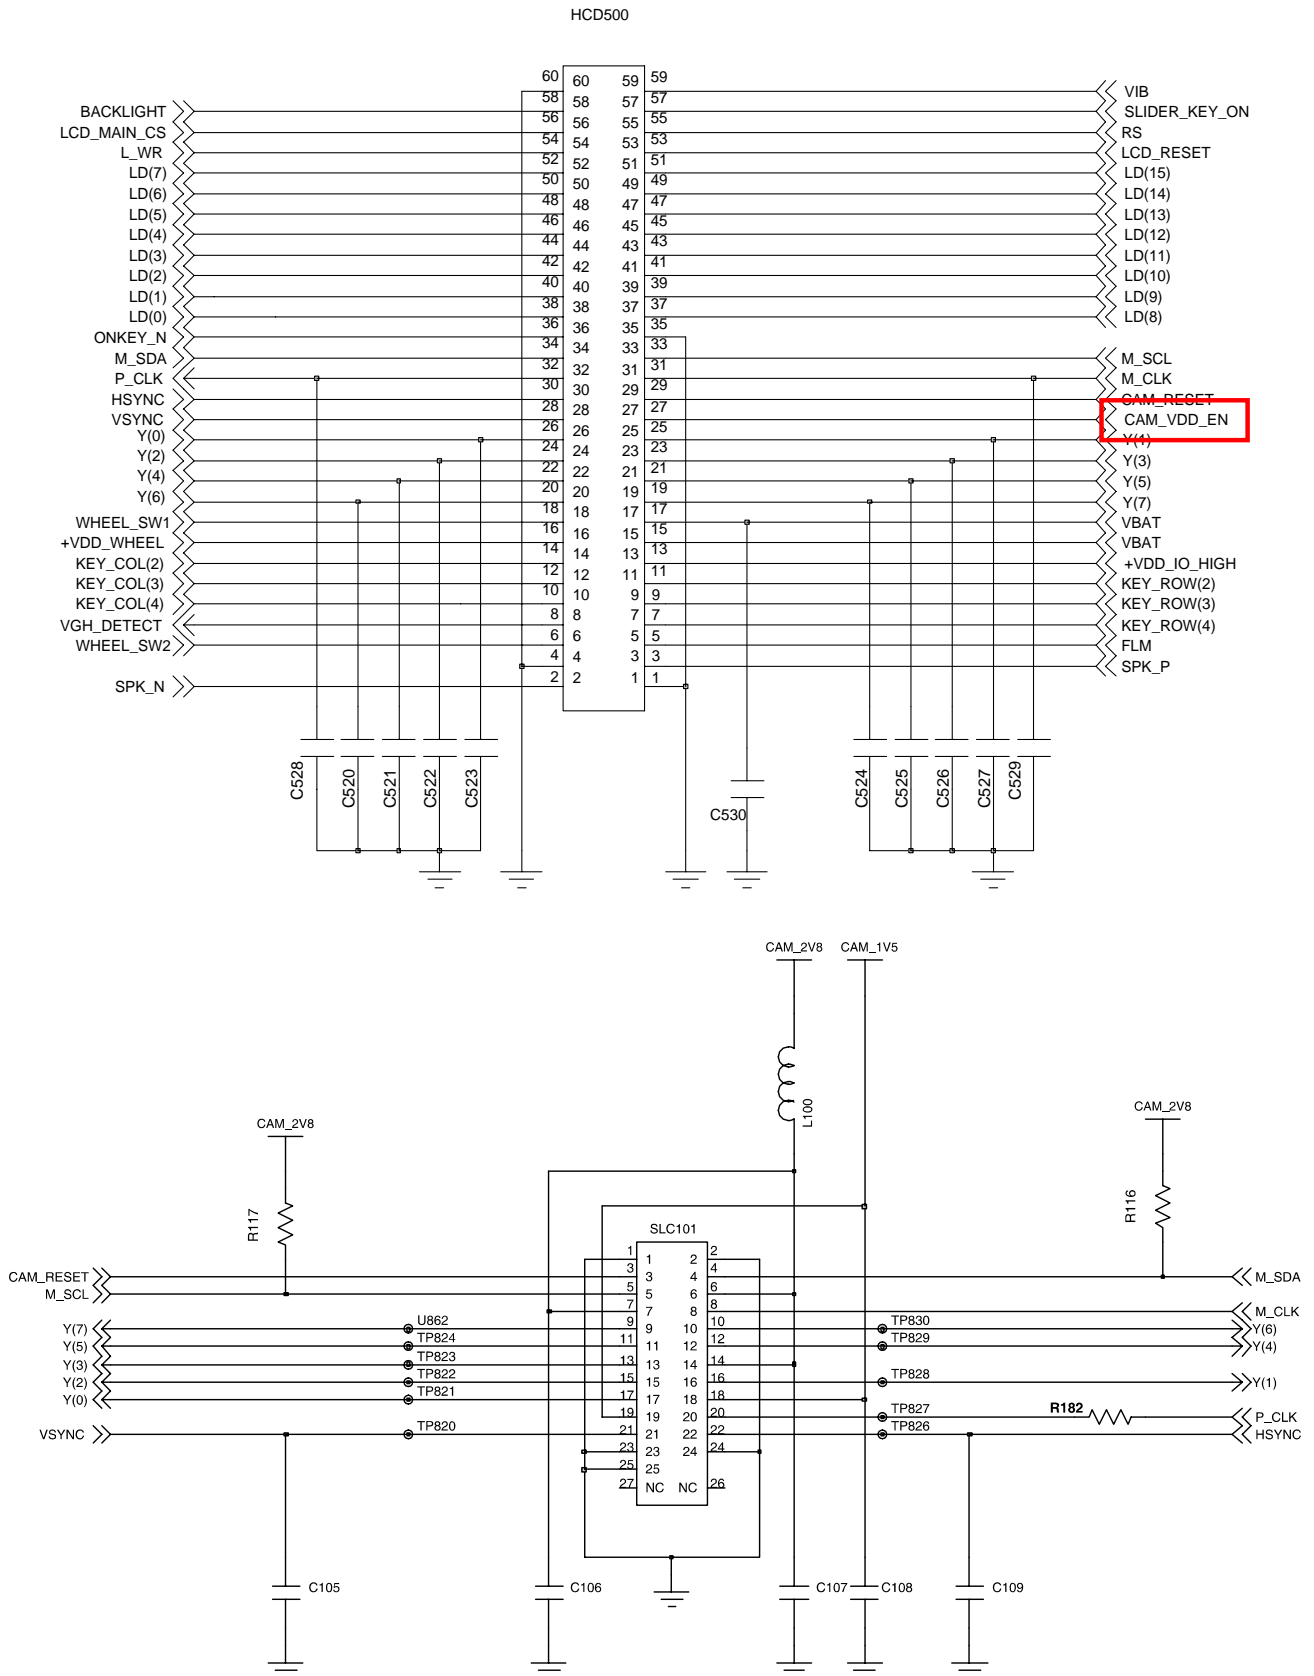 HCD500
60 60 59 59
VIB
58 58 57 57
BACKLIGHT SLIDER_KEY_ON
56 56 55 55
LCD_MAIN_CS RS
54 54 53 53
L_WR LCD_RESET
52 52 51 51
LD(7) LD(15)
50 50 49 49
LD(6) LD(14)
48 48 47 47
LD(5) LD(13)
46 46 45 45
LD(4) LD(12)
44 44 43 43
LD(3) LD(11)
42 42 41 41
LD(2) LD(10)
40 40 39 39
LD(1) LD(9)
38 38 37 37
LD(0) LD(8)
36 36 35 35
ONKEY_N
34 34 33 33
M_SDA M_SCL
32 32 31 31
P_CLK M_CLK
30 30 29 29
HSYNC CAM_RESET
28 28 27 27
VSYNC CAM_VDD_EN
26 26 25 25
Y(0) Y(1)
24 24 23 23
Y(2) Y(3)
22 22 21 21
Y(4) Y(5)
20 20 19 19
Y(6) Y(7)
18 18 17 17
WHEEL_SW1 VBAT
16 16 15 15
+VDD_WHEEL VBAT
14 14 13 13
KEY_COL(2) +VDD_IO_HIGH
12 12 11 11
KEY_COL(3) KEY_ROW(2)
10 10 9 9
KEY_COL(4) KEY_ROW(3)
8 8 7 7
VGH_DETECT KEY_ROW(4)
6 6 5 5
WHEEL_SW2 FLM
4 4 3 3
SPK_P
2 2 1 1
SPK_N
C528 C520 C521 C522 C523 C530 C524 C525 C526 C527 C529
CAM_2V8 CAM_1V5
L100
CAM_2V8 CAM_2V8
R117 R116
SLC101
1 1 2 2
CAM_RESET 3 3 4 4 M_SDA
M_SCL 5 5 6 6
7 7 8 8 M_CLK
Y(7) U862 9 9 10 10 TP830 Y(6)
Y(5) TP824 11 11 12 12 TP829 Y(4)
Y(3) TP823 13 13 14 14
Y(2) TP822 15 15 16 16 TP828 Y(1)
Y(0) TP821 17 17 18 18
19 19 20 20 TP827 R182 P_CLK
VSYNC TP820 21 21 22 22 TP826 HSYNC
23 23 24 24
25 25
27 NC NC 26
C105 C106 C107 C108 C109